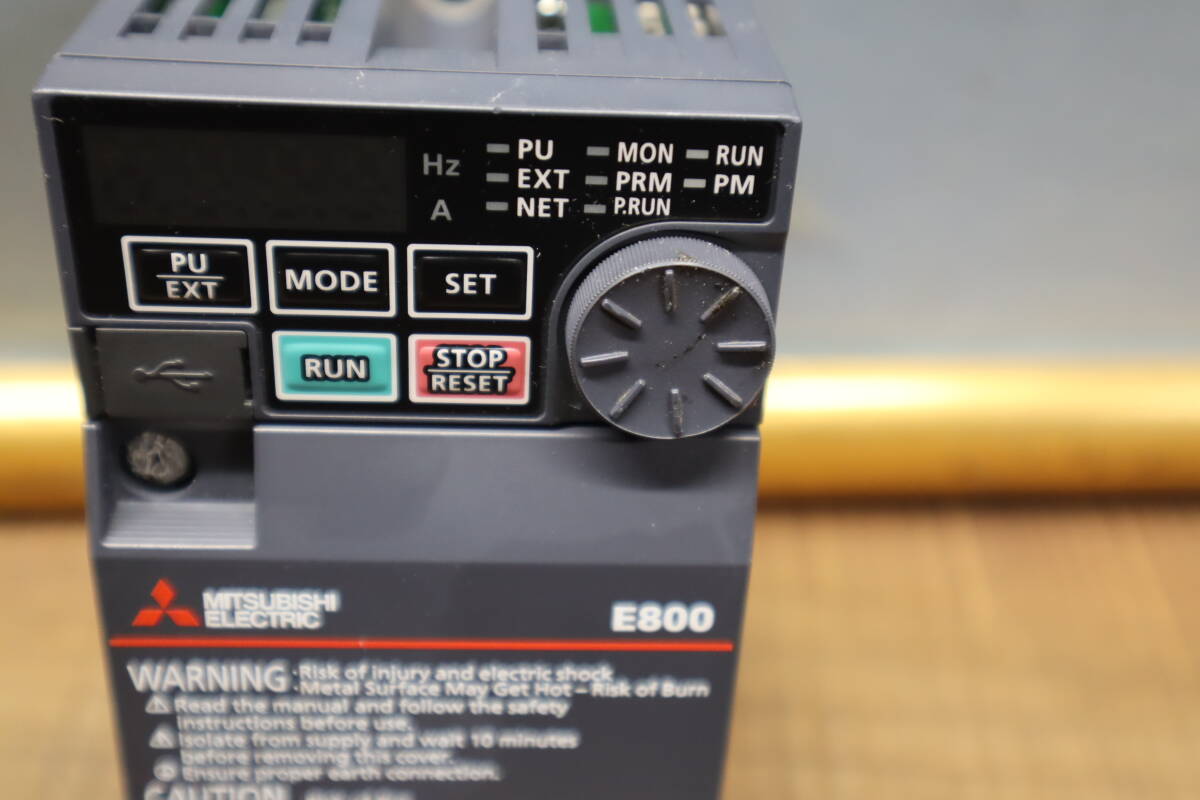 Hz PU MON RUN
EXT PRM PM
A NET P.RUN
PU
EXT
MODE
SET
RUN
STOP
RESET
MITSUBISHI
ELECTRIC
E800
WARNING ·Risk of injury and electric shock
·Metal Surface May Get Hot – Risk of Burn
Read the manual and follow the safety
instructions before use.
Isolate from supply and wait 10 minutes
before removing this cover.
Ensure proper earth connection.
CAUTION